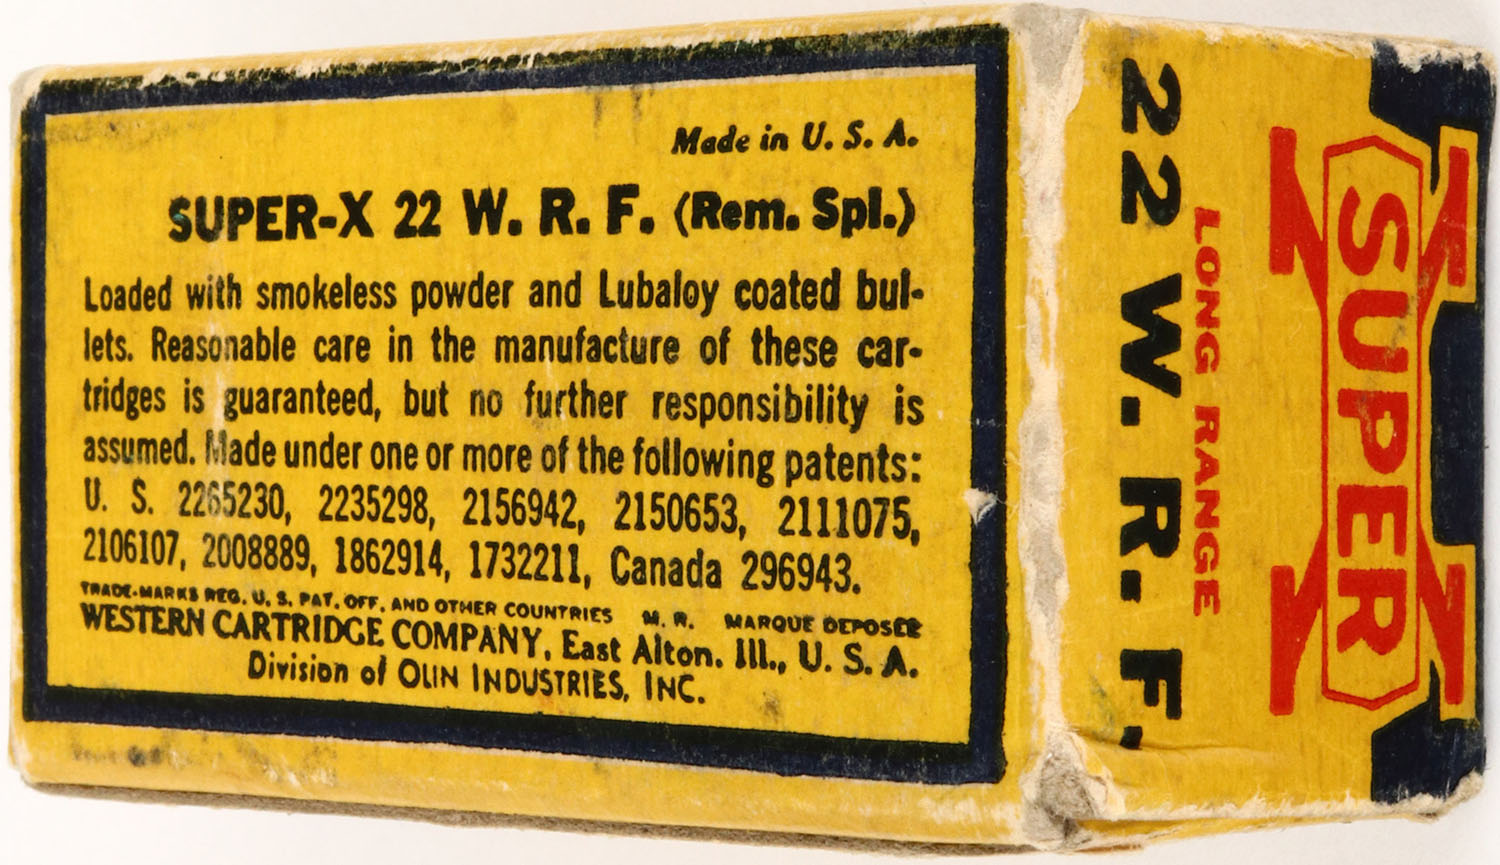 Made in U. S. A.
SUPER-X 22 W. R. F. (Rem. Spl.)
Loaded with smokeless powder and Lubaloy coated bul-
lets. Reasonable care in the manufacture of these car-
tridges is guaranteed, but no further responsibility is
assumed. Made under one or more of the following patents:
U. S. 2265230, 2235298, 2156942, 2150653, 2111075,
2106107, 2008889, 1862914, 1732211, Canada 296943.
TRADE-MARKS REG. U. S. PAT. OFF. AND OTHER COUNTRIES M. R. MARQUE DEPOSEE
WESTERN CARTRIDGE COMPANY, East Alton, Ill., U. S. A.
Division of OLIN INDUSTRIES, INC.
SUPER X
LONG RANGE
22 W. R. F.